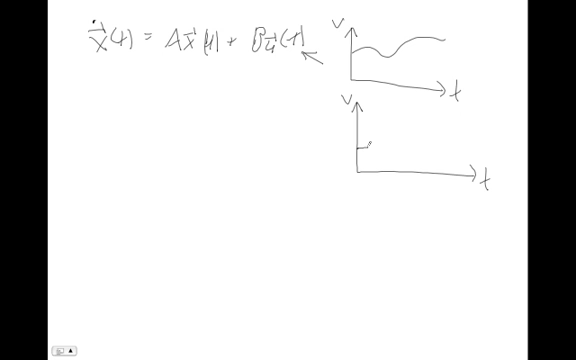 ẋ⃗(t) = Ax⃗(t) + Bu⃗(t)
V
t
V
t